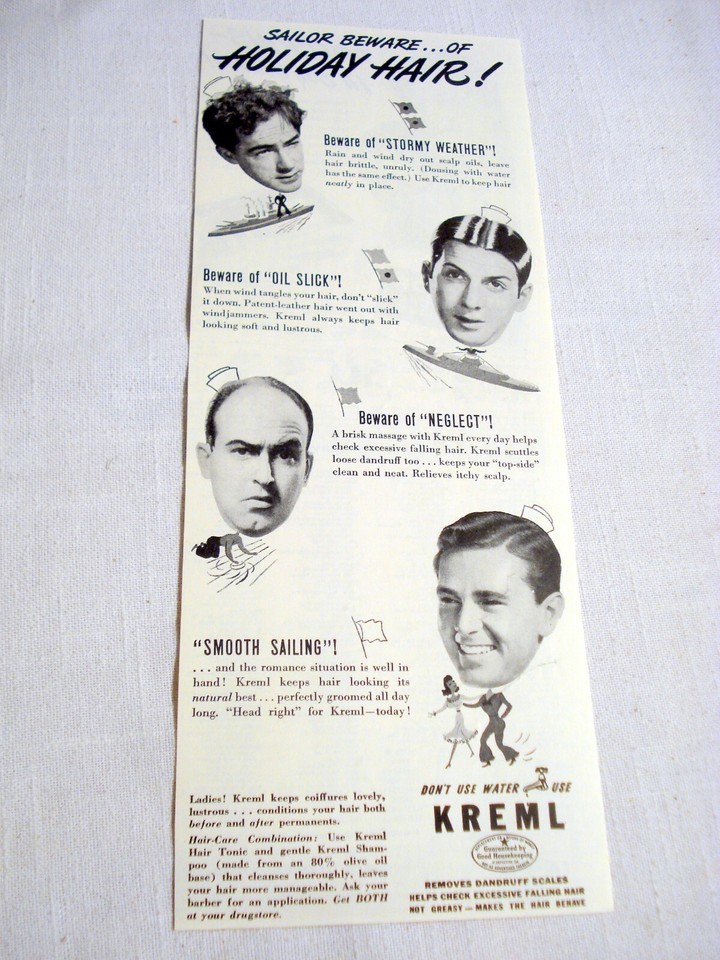 SAILOR BEWARE...OF
HOLIDAY HAIR!
Beware of "STORMY WEATHER"!
Rain and wind dry out scalp oils, leave
hair brittle, unruly. (Dousing with water
has the same effect.) Use Kreml to keep hair
neatly in place.
Beware of "OIL SLICK"!
When wind tangles your hair, don't "slick"
it down. Patent-leather hair went out with
windjammers. Kreml always keeps hair
looking soft and lustrous.
Beware of "NEGLECT"!
A brisk massage with Kreml every day helps
check excessive falling hair. Kreml scuttles
loose dandruff too . . . keeps your "top-side"
clean and neat. Relieves itchy scalp.
"SMOOTH SAILING"!
. . . and the romance situation is well in
hand! Kreml keeps hair looking its
natural best . . . perfectly groomed all day
long. "Head right" for Kreml—today!
Ladies! Kreml keeps coiffures lovely,
lustrous . . . conditions your hair both
before and after permanents.
Hair-Care Combination: Use Kreml
Hair Tonic and gentle Kreml Sham-
poo (made from an 80% olive oil
base) that cleanses thoroughly, leaves
your hair more manageable. Ask your
barber for an application. Get BOTH
at your drugstore.
DON'T USE WATER USE
KREML
Guaranteed by
Good Housekeeping
REMOVES DANDRUFF SCALES
HELPS CHECK EXCESSIVE FALLING HAIR
NOT GREASY—MAKES THE HAIR BEHAVE